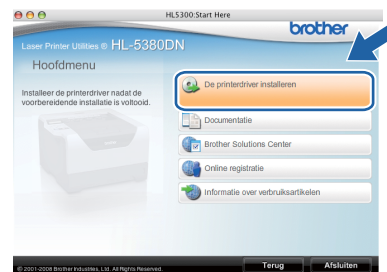 HL5300:Start Here
brother
Laser Printer Utilities ® HL-5380DN
Hoofdmenu
Installeer de printerdriver nadat de
voorbereidende installatie is voltooid.
De printerdriver installeren
Documentatie
Brother Solutions Center
Online registratie
Informatie over verbruiksartikelen
© 2001-2008 Brother Industries, Ltd. All Rights Reserved.
Terug
Afsluiten